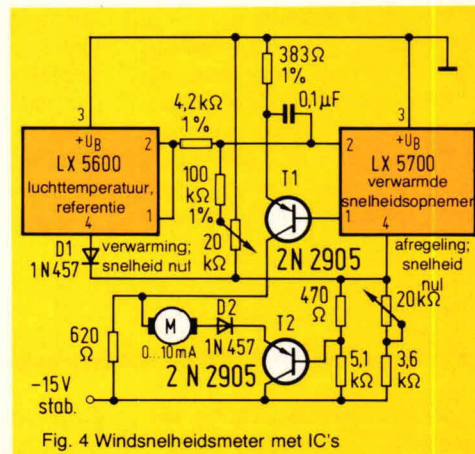 383Ω
1%
4,2kΩ
1%
0,1µF
3
+UB
LX 5600
luchttemperatuur,
referentie
4
2
1
100
kΩ
1%
20
kΩ
T1
2N 2905
3
+UB
LX 5700
verwarmde
snelheidsopnemer
4
2
1
D1
1N457
verwarming;
snelheid nul
afregeling;
snelheid
nul
620
Ω
M
0...10mA
D2
1N457
T2
2 N 2905
470
Ω
5,1
kΩ
20kΩ
3,6
kΩ
-15V
stab.
Fig. 4 Windsnelheidsmeter met IC's